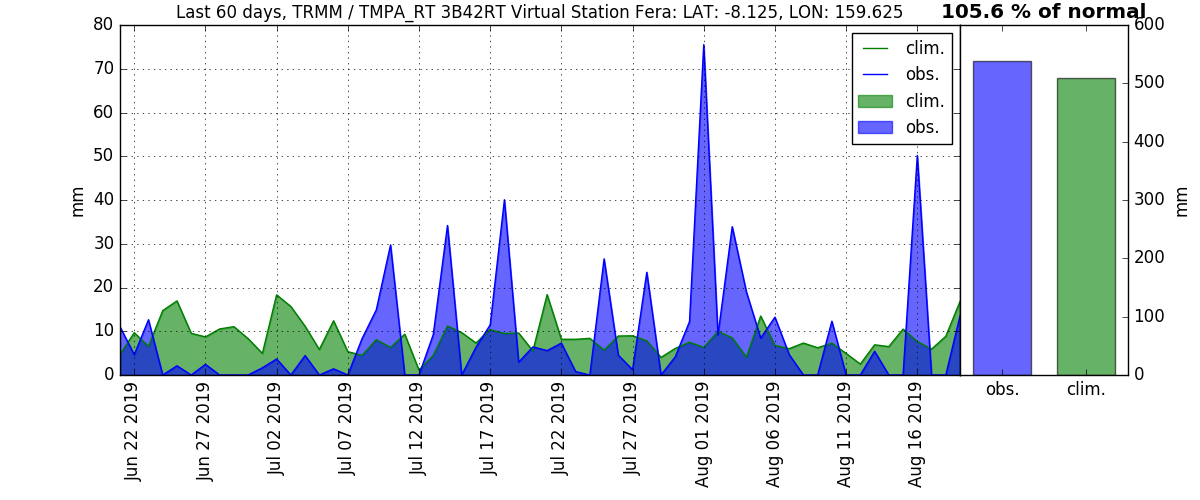 Last 60 days, TRMM / TMPA_RT 3B42RT Virtual Station Fera: LAT: -8.125, LON: 159.625
105.6 % of normal
80
70
60
50
40
30
20
10
0
mm
clim.
obs.
clim.
obs.
600
500
400
300
200
100
0
mm
Jun 22 2019
Jun 27 2019
Jul 02 2019
Jul 07 2019
Jul 12 2019
Jul 17 2019
Jul 22 2019
Jul 27 2019
Aug 01 2019
Aug 06 2019
Aug 11 2019
Aug 16 2019
obs.
clim.